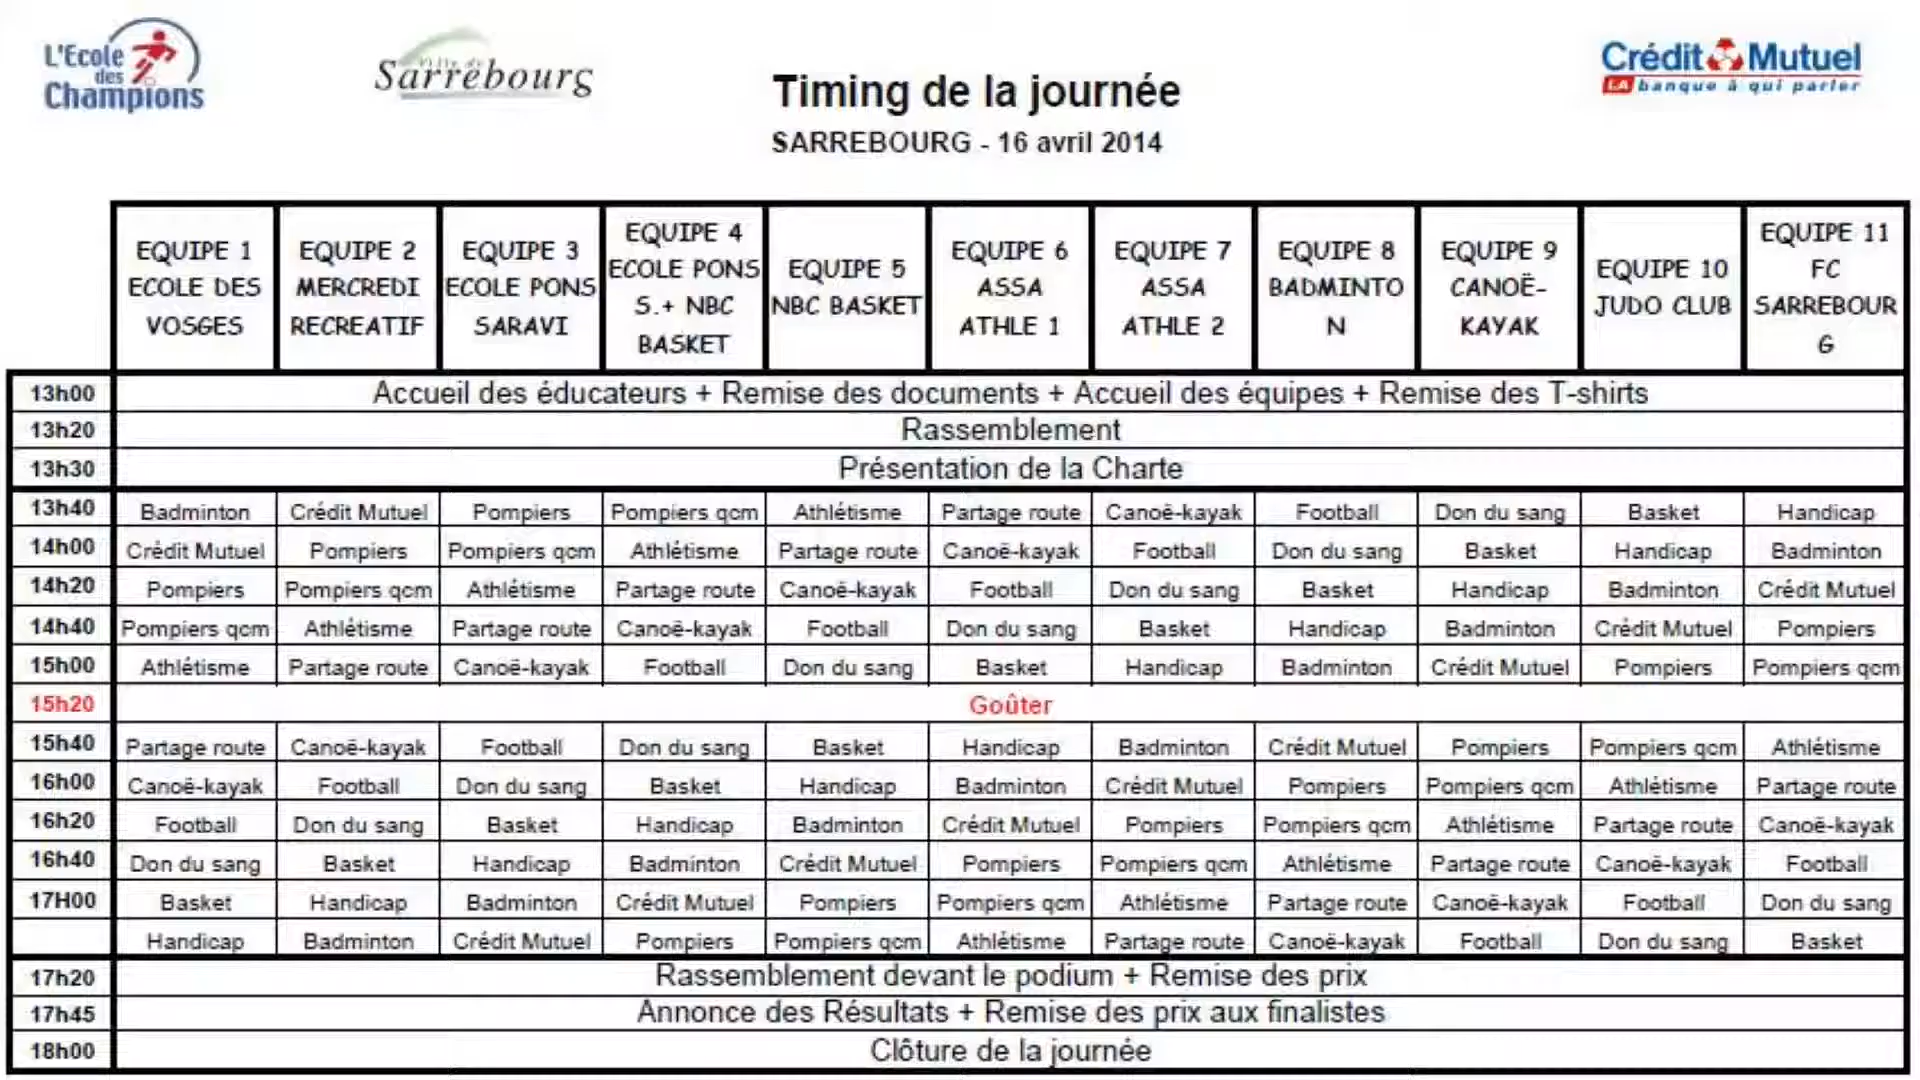 L'Ecole
des
Champions
Ville de
Sarrebourg
Timing de la journée
SARREBOURG - 16 avril 2014
Crédit Mutuel
LA banque à qui parler
EQUIPE 1
ECOLE DES
VOSGES
EQUIPE 2
MERCREDI
RECREATIF
EQUIPE 3
ECOLE PONS
SARAVI
EQUIPE 4
ECOLE PONS
S.+ NBC
BASKET
EQUIPE 5
NBC BASKET
EQUIPE 6
ASSA
ATHLE 1
EQUIPE 7
ASSA
ATHLE 2
EQUIPE 8
BADMINTO
N
EQUIPE 9
CANOË-
KAYAK
EQUIPE 10
JUDO CLUB
EQUIPE 11
FC
SARREBOUR
G
13h00 Accueil des éducateurs + Remise des documents + Accueil des équipes + Remise des T-shirts
13h20 Rassemblement
13h30 Présentation de la Charte
13h40 Badminton Crédit Mutuel Pompiers Pompiers qcm Athlétisme Partage route Canoë-kayak Football Don du sang Basket Handicap
14h00 Crédit Mutuel Pompiers Pompiers qcm Athlétisme Partage route Canoë-kayak Football Don du sang Basket Handicap Badminton
14h20 Pompiers Pompiers qcm Athlétisme Partage route Canoë-kayak Football Don du sang Basket Handicap Badminton Crédit Mutuel
14h40 Pompiers qcm Athlétisme Partage route Canoë-kayak Football Don du sang Basket Handicap Badminton Crédit Mutuel Pompiers
15h00 Athlétisme Partage route Canoë-kayak Football Don du sang Basket Handicap Badminton Crédit Mutuel Pompiers Pompiers qcm
15h20 Goûter
15h40 Partage route Canoë-kayak Football Don du sang Basket Handicap Badminton Crédit Mutuel Pompiers Pompiers qcm Athlétisme
16h00 Canoë-kayak Football Don du sang Basket Handicap Badminton Crédit Mutuel Pompiers Pompiers qcm Athlétisme Partage route
16h20 Football Don du sang Basket Handicap Badminton Crédit Mutuel Pompiers Pompiers qcm Athlétisme Partage route Canoë-kayak
16h40 Don du sang Basket Handicap Badminton Crédit Mutuel Pompiers Pompiers qcm Athlétisme Partage route Canoë-kayak Football
17H00 Basket Handicap Badminton Crédit Mutuel Pompiers Pompiers qcm Athlétisme Partage route Canoë-kayak Football Don du sang
Handicap Badminton Crédit Mutuel Pompiers Pompiers qcm Athlétisme Partage route Canoë-kayak Football Don du sang Basket
17h20 Rassemblement devant le podium + Remise des prix
17h45 Annonce des Résultats + Remise des prix aux finalistes
18h00 Clôture de la journée